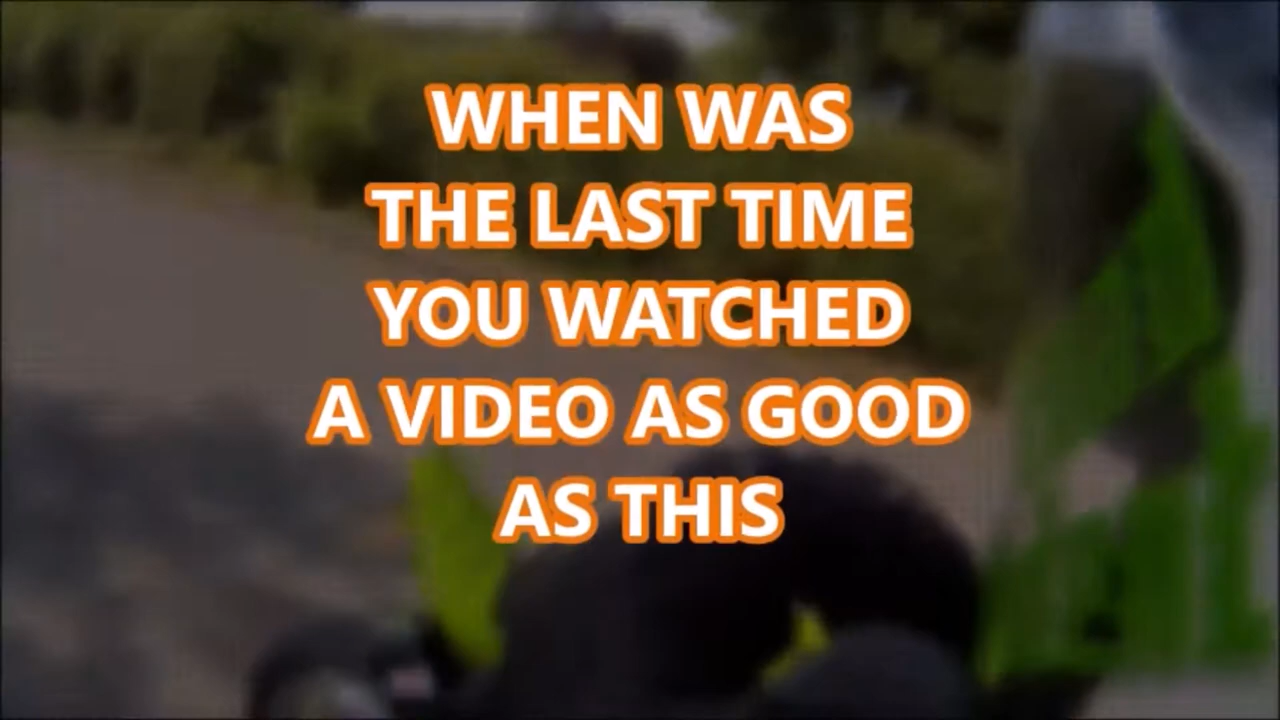 WHEN WAS
THE LAST TIME
YOU WATCHED
A VIDEO AS GOOD
AS THIS